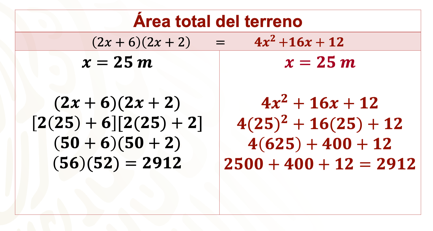 Área total del terreno
(2x + 6)(2x + 2) = 4x² +16x + 12
x = 25 m
(2x + 6)(2x + 2)
[2(25) + 6][2(25) + 2]
(50 + 6)(50 + 2)
(56)(52) = 2912
x = 25 m
4x² + 16x + 12
4(25)² + 16(25) + 12
4(625) + 400 + 12
2500 + 400 + 12 = 2912